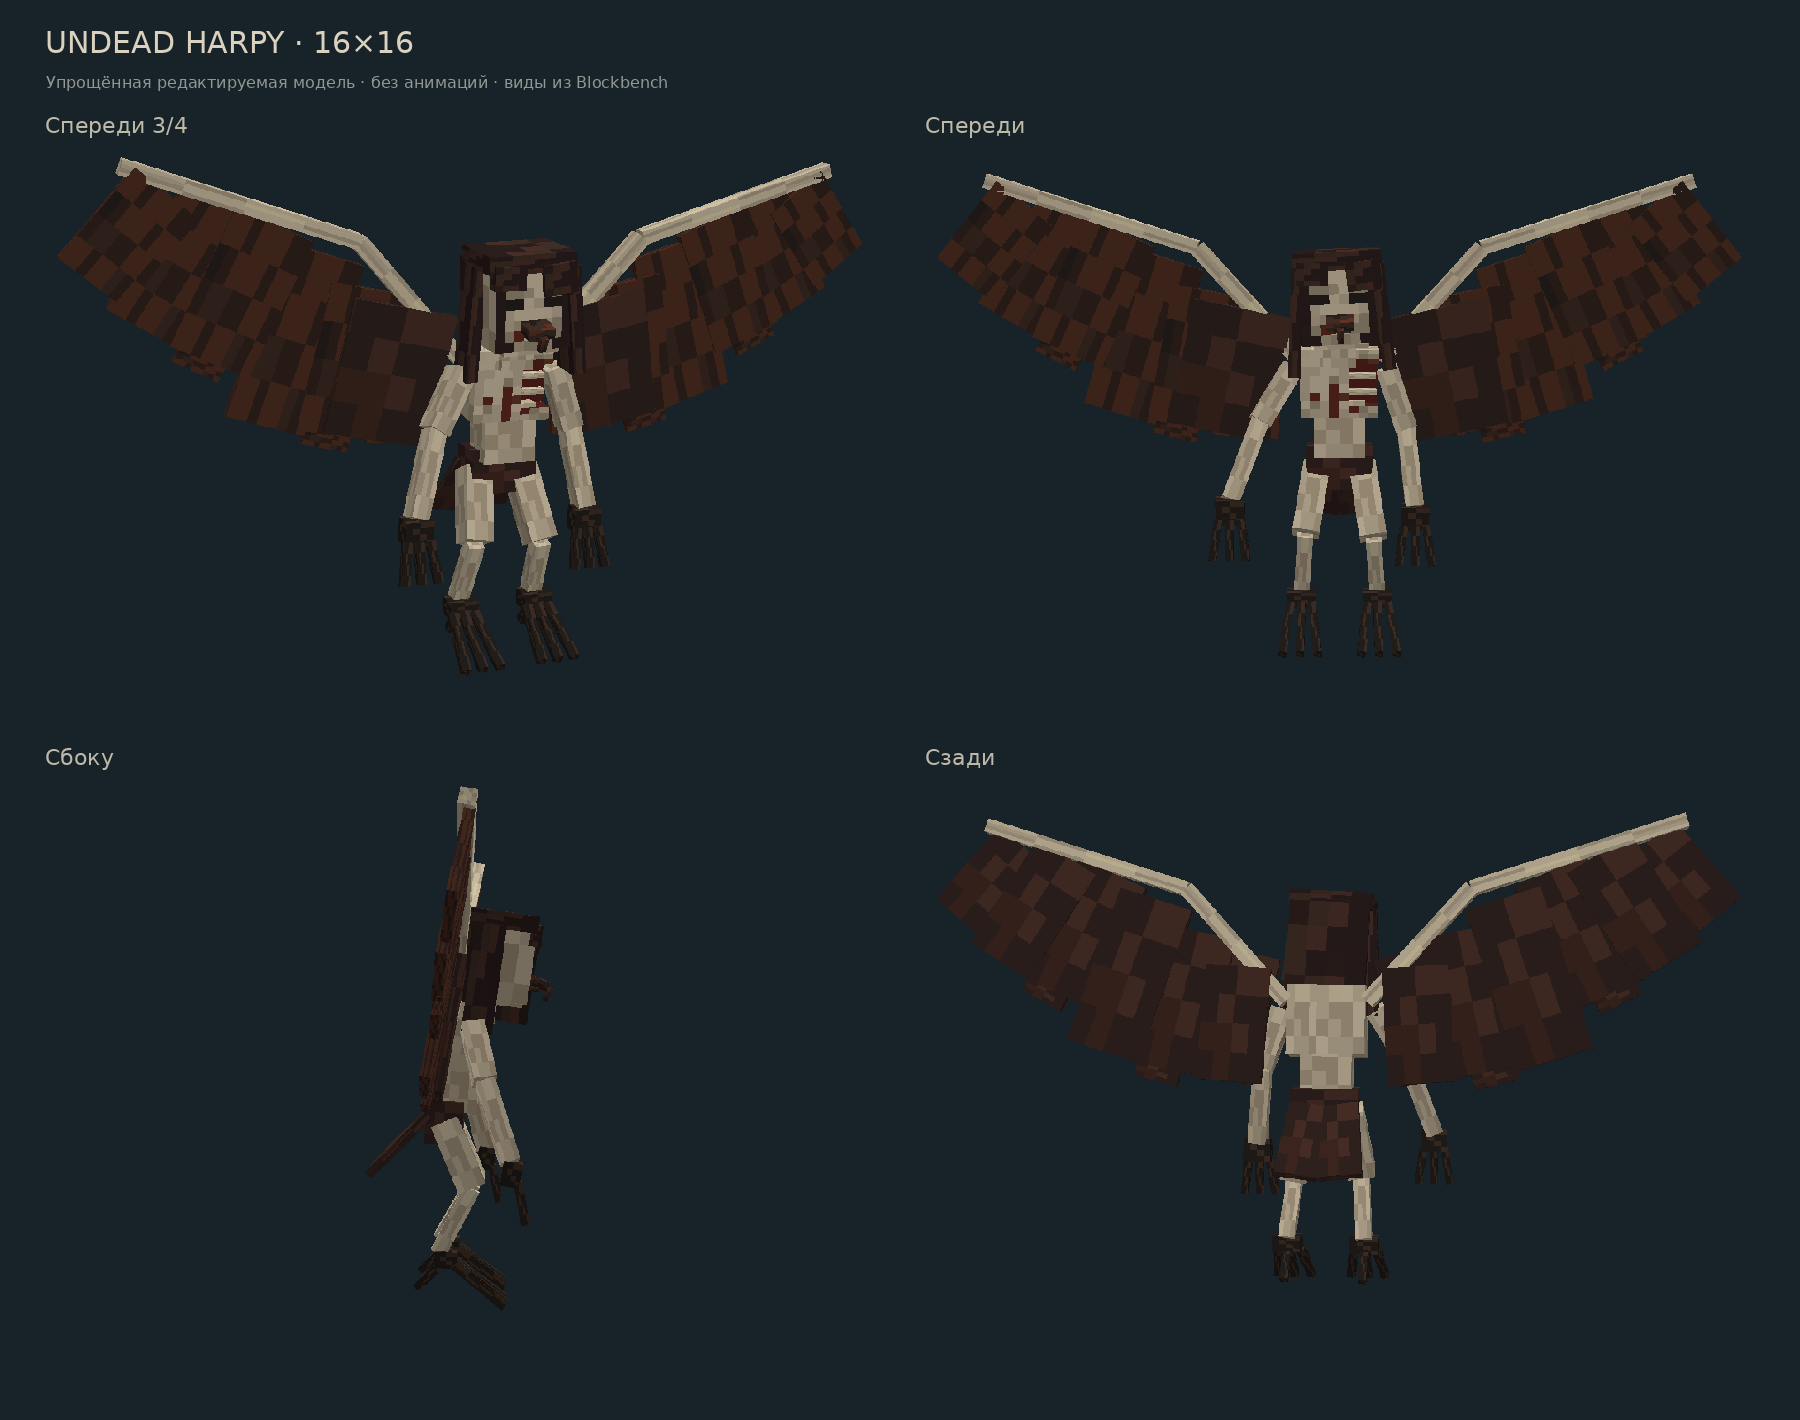 UNDEAD HARPY · 16×16
Упрощённая редактируемая модель · без анимаций · виды из Blockbench
Спереди 3/4
Спереди
Сбоку
Сзади